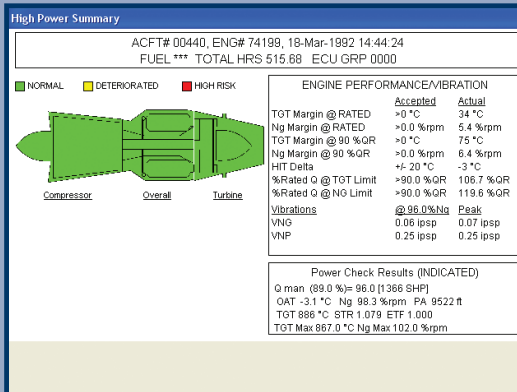 High Power Summary
ACFT# 00440, ENG# 74199, 18-Mar-1992 14:44:24
FUEL *** TOTAL HRS 515.68 ECU GRP 0000
NORMAL DETERIORATED HIGH RISK
Compressor Overall Turbine
ENGINE PERFORMANCE/VIBRATION
Accepted Actual
TGT Margin @ RATED >0 °C 34 °C
Ng Margin @ RATED >0.0 %rpm 5.4 %rpm
TGT Margin @ 90 %QR >0 °C 75 °C
Ng Margin @ 90 %QR >0.0 %rpm 6.4 %rpm
HIT Delta +/- 20 °C -3 °C
%Rated Q @ TGT Limit >90.0 %QR 106.7 %QR
%Rated Q @ NG Limit >90.0 %QR 119.6 %QR
Vibrations @ 96.0%Ng Peak
VNG 0.06 ipsp 0.07 ipsp
VNP 0.25 ipsp 0.25 ipsp
Power Check Results (INDICATED)
Q man (89.0 %)= 96.0 [1366 SHP]
OAT -3.1 °C Ng 98.3 %rpm PA 9522 ft
TGT 886 °C STR 1.079 ETF 1.000
TGT Max 867.0 °C Ng Max 102.0 %rpm